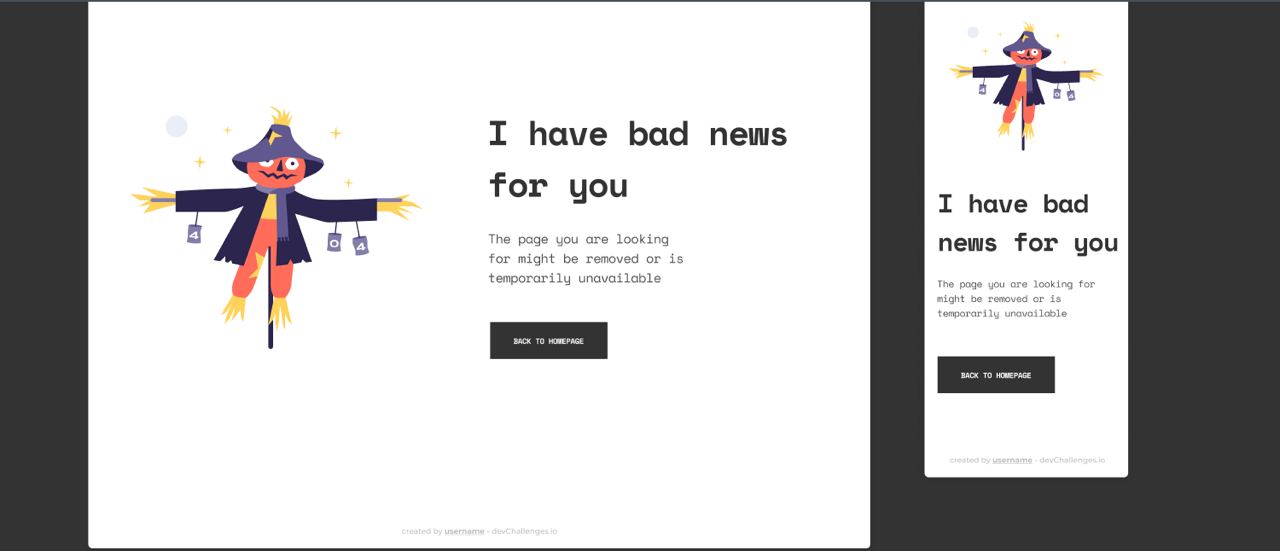 I have bad news
for you
The page you are looking
for might be removed or is
temporarily unavailable
BACK TO HOMEPAGE
4
0
4
created by username - devChallenges.io
4
0
4
I have bad
news for you
The page you are looking for
might be removed or is
temporarily unavailable
BACK TO HOMEPAGE
created by username - devChallenges.io